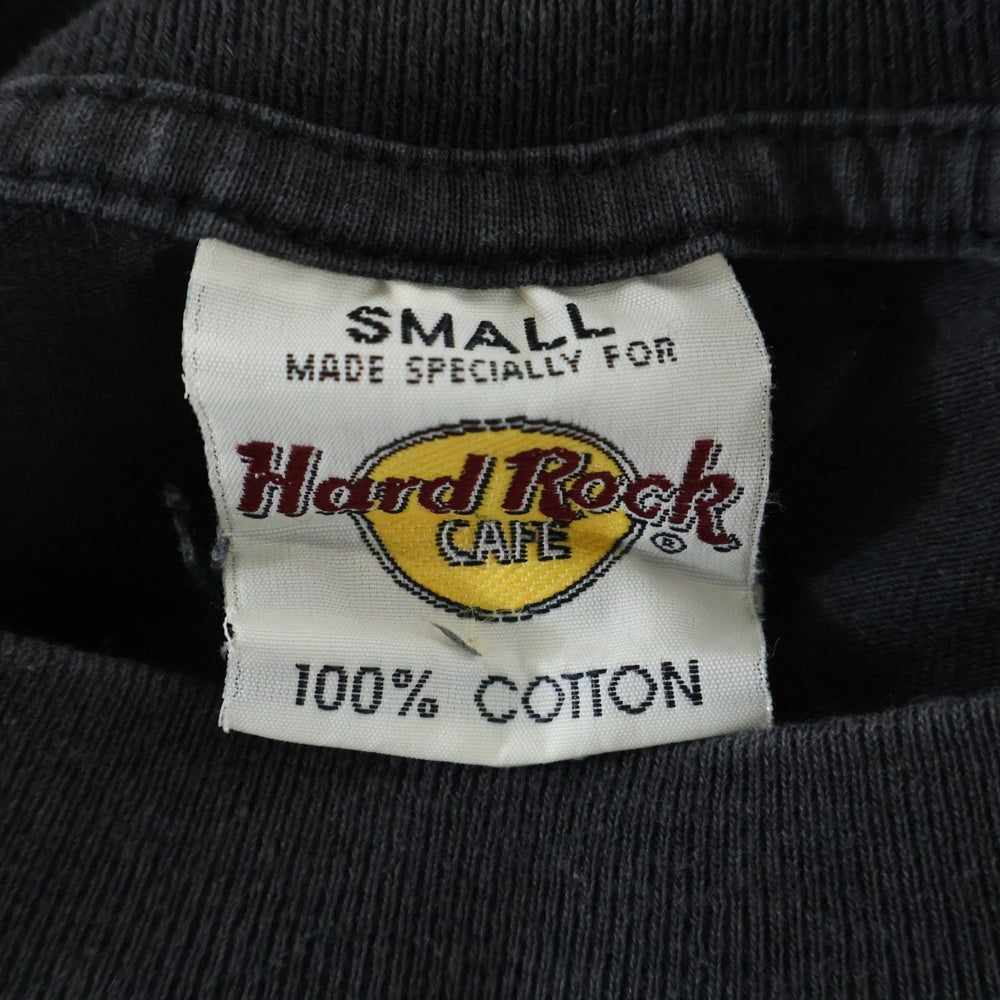 SMALL
MADE SPECIALLY FOR
Hard Rock
CAFE
®
100% COTTON